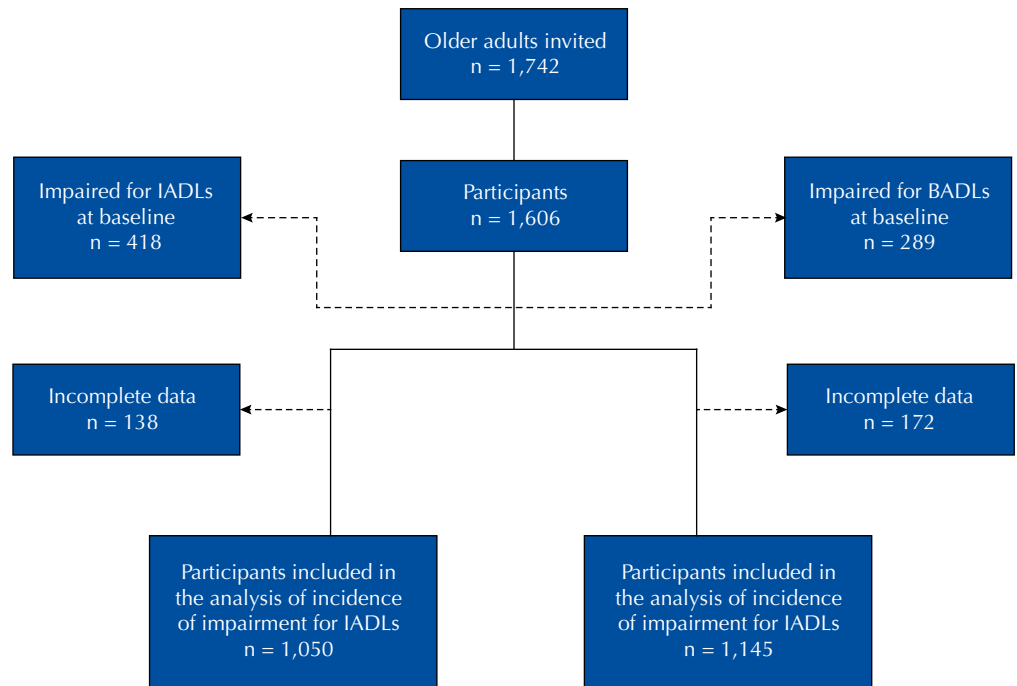 Older adults invited
n = 1,742
Participants
n = 1,606
Impaired for IADLs
at baseline
n = 418
Impaired for BADLs
at baseline
n = 289
Incomplete data
n = 138
Incomplete data
n = 172
Participants included in
the analysis of incidence
of impairment for IADLs
n = 1,050
Participants included in
the analysis of incidence
of impairment for IADLs
n = 1,145